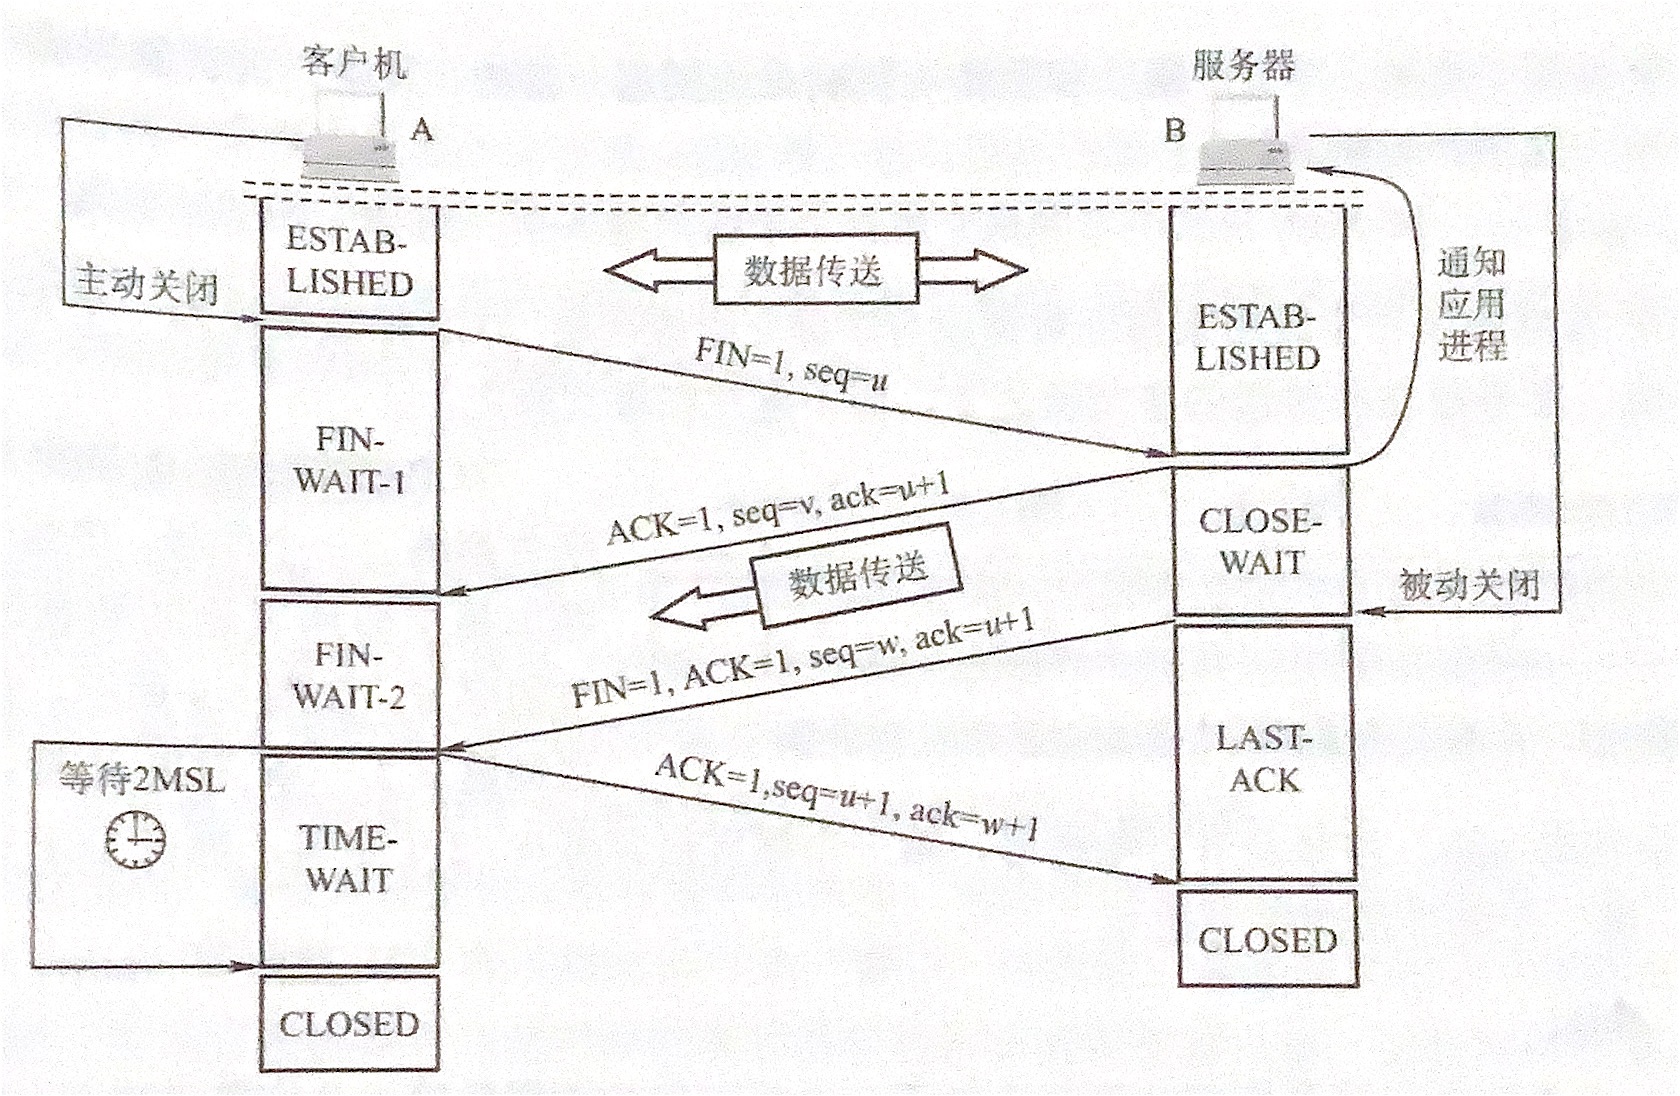 客户机
服务器
A
B
ESTAB-
LISHED
主动关闭
数据传送
ESTAB-
LISHED
通知
应用
进程
FIN=1, seq=u
FIN-
WAIT-1
ACK=1, seq=v, ack=u+1
CLOSE-
WAIT
数据传送
被动关闭
FIN-
WAIT-2
FIN=1, ACK=1, seq=w, ack=u+1
LAST-
ACK
等待2MSL
ACK=1,seq=u+1, ack=w+1
TIME-
WAIT
CLOSED
CLOSED